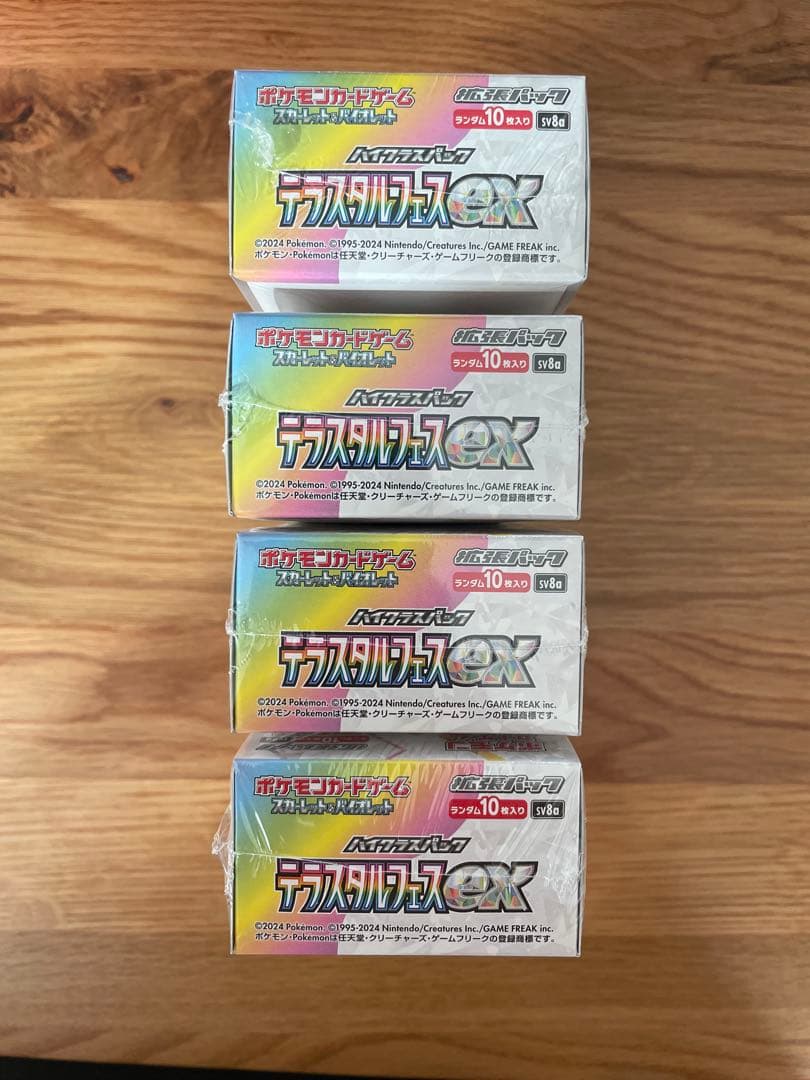 ポケモンカードゲーム 拡張パック
スカーレット&バイオレット ランダム10枚入り SV8a
ハイクラスパック
テラスタルフェスex
©2024 Pokémon. ©1995-2024 Nintendo/Creatures Inc./GAME FREAK inc.
ポケモン・Pokémonは任天堂・クリーチャーズ・ゲームフリークの登録商標です。
ポケモンカードゲーム 拡張パック
スカーレット&バイオレット ランダム10枚入り SV8a
ハイクラスパック
テラスタルフェスex
©2024 Pokémon. ©1995-2024 Nintendo/Creatures Inc./GAME FREAK inc.
ポケモン・Pokémonは任天堂・クリーチャーズ・ゲームフリークの登録商標です。
ポケモンカードゲーム 拡張パック
スカーレット&バイオレット ランダム10枚入り SV8a
ハイクラスパック
テラスタルフェスex
©2024 Pokémon. ©1995-2024 Nintendo/Creatures Inc./GAME FREAK inc.
ポケモン・Pokémonは任天堂・クリーチャーズ・ゲームフリークの登録商標です。
ポケモンカードゲーム 拡張パック
スカーレット&バイオレット ランダム10枚入り SV8a
ハイクラスパック
テラスタルフェスex
©2024 Pokémon. ©1995-2024 Nintendo/Creatures Inc./GAME FREAK inc.
ポケモン・Pokémonは任天堂・クリーチャーズ・ゲームフリークの登録商標です。